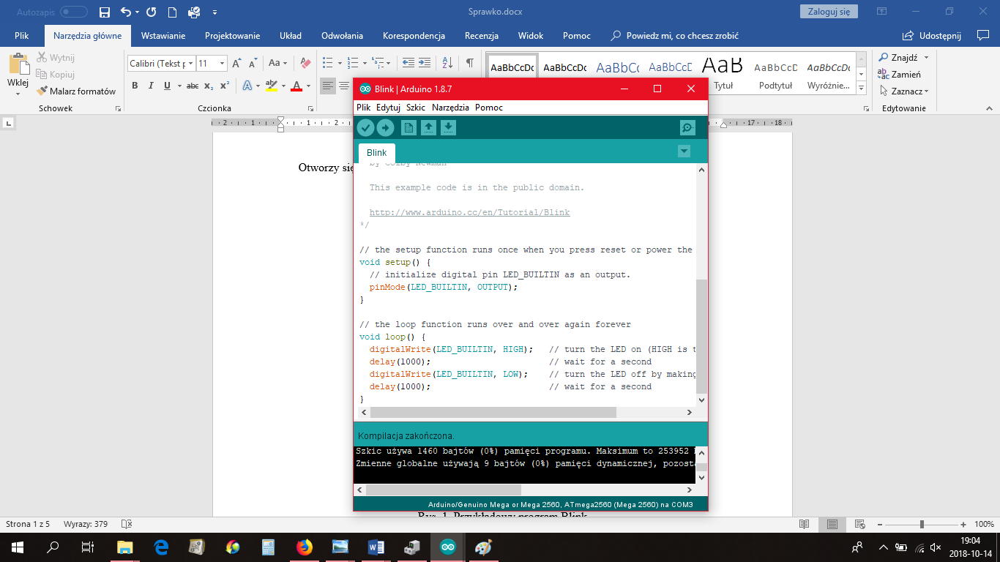 Autozapis
Sprawko.docx
Zaloguj się
Plik Narzędzia główne Wstawianie Projektowanie Układ Odwołania Korespondencja Recenzja Widok Pomoc Powiedz mi, co chcesz zrobić Udostępnij
Wklej
Wytnij
Kopiuj
Malarz formatów
Schowek
Calibri (Tekst p 11
Czcionka
AaBbCcDc AaBbCcDc AaBbCc AaBbCcD AaB AaBbCcD AaBbCcDc
Tytuł Podtytuł Wyróżnie...
Znajdź
Zamień
Zaznacz
Edytowanie
2 1 1 2 17 18
Otworzy się
Blink | Arduino 1.8.7
Plik Edytuj Szkic Narzędzia Pomoc
Blink
by Colby Newman
This example code is in the public domain.
http://www.arduino.cc/en/Tutorial/Blink
*/
// the setup function runs once when you press reset or power the
void setup() {
// initialize digital pin LED_BUILTIN as an output.
pinMode(LED_BUILTIN, OUTPUT);
}
// the loop function runs over and over again forever
void loop() {
digitalWrite(LED_BUILTIN, HIGH); // turn the LED on (HIGH is t
delay(1000); // wait for a second
digitalWrite(LED_BUILTIN, LOW); // turn the LED off by making
delay(1000); // wait for a second
}
Kompilacja zakończona.
Szkic używa 1460 bajtów (0%) pamięci programu. Maksimum to 253952
Zmienne globalne używają 9 bajtów (0%) pamięci dynamicznej, pozosta
Arduino/Genuino Mega or Mega 2560, ATmega2560 (Mega 2560) na COM3
Rys. 1. Przykładowy program Blink
Strona 1 z 5 Wyrazy: 379 100%
19:04
2018-10-14